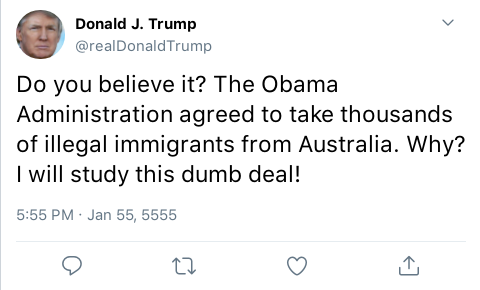 Donald J. Trump
@realDonaldTrump
Do you believe it? The Obama
Administration agreed to take thousands
of illegal immigrants from Australia. Why?
I will study this dumb deal!
5:55 PM · Jan 55, 5555